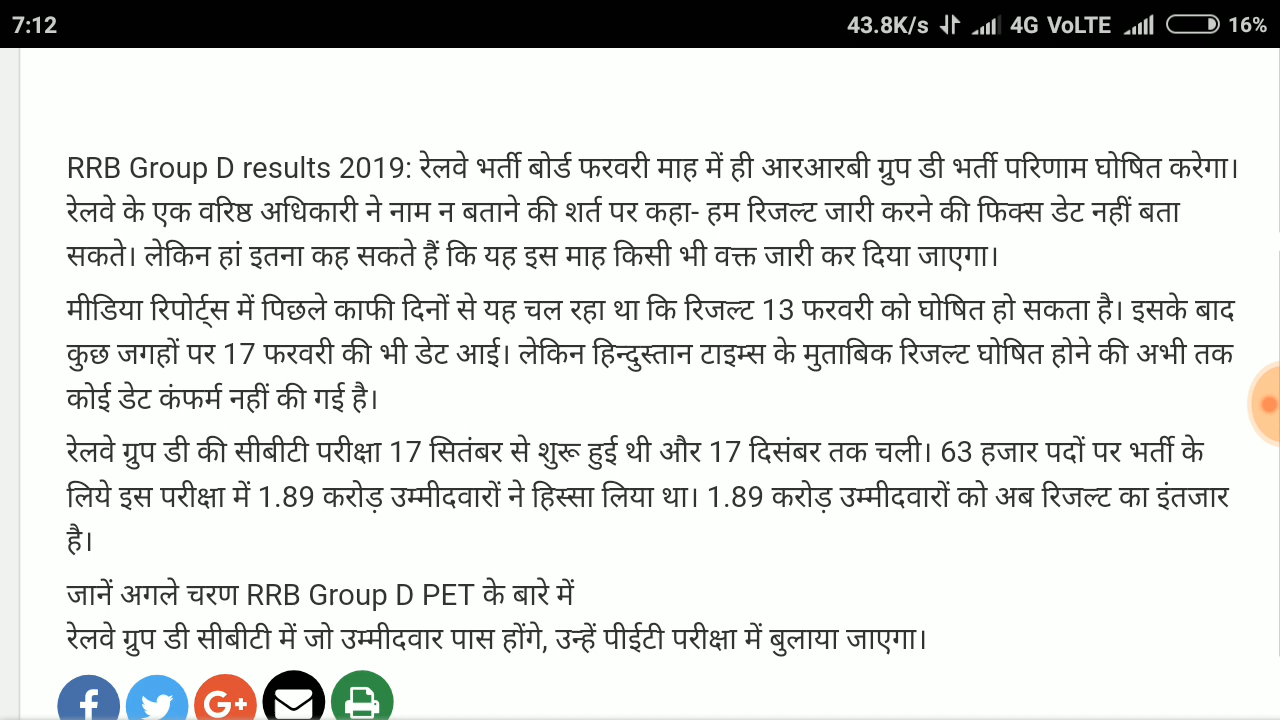 7:12 43.8K/s 4G VoLTE 16%
RRB Group D results 2019: रेलवे भर्ती बोर्ड फरवरी माह में ही आरआरबी ग्रुप डी भर्ती परिणाम घोषित करेगा।
रेलवे के एक वरिष्ठ अधिकारी ने नाम न बताने की शर्त पर कहा- हम रिजल्ट जारी करने की फिक्स डेट नहीं बता
सकते। लेकिन हां इतना कह सकते हैं कि यह इस माह किसी भी वक्त जारी कर दिया जाएगा।
मीडिया रिपोर्ट्स में पिछले काफी दिनों से यह चल रहा था कि रिजल्ट 13 फरवरी को घोषित हो सकता है। इसके बाद
कुछ जगहों पर 17 फरवरी की भी डेट आई। लेकिन हिन्दुस्तान टाइम्स के मुताबिक रिजल्ट घोषित होने की अभी तक
कोई डेट कंफर्म नहीं की गई है।
रेलवे ग्रुप डी की सीबीटी परीक्षा 17 सितंबर से शुरू हुई थी और 17 दिसंबर तक चली। 63 हजार पदों पर भर्ती के
लिये इस परीक्षा में 1.89 करोड़ उम्मीदवारों ने हिस्सा लिया था। 1.89 करोड़ उम्मीदवारों को अब रिजल्ट का इंतजार
है।
जानें अगले चरण RRB Group D PET के बारे में
रेलवे ग्रुप डी सीबीटी में जो उम्मीदवार पास होंगे, उन्हें पीईटी परीक्षा में बुलाया जाएगा।
f G+